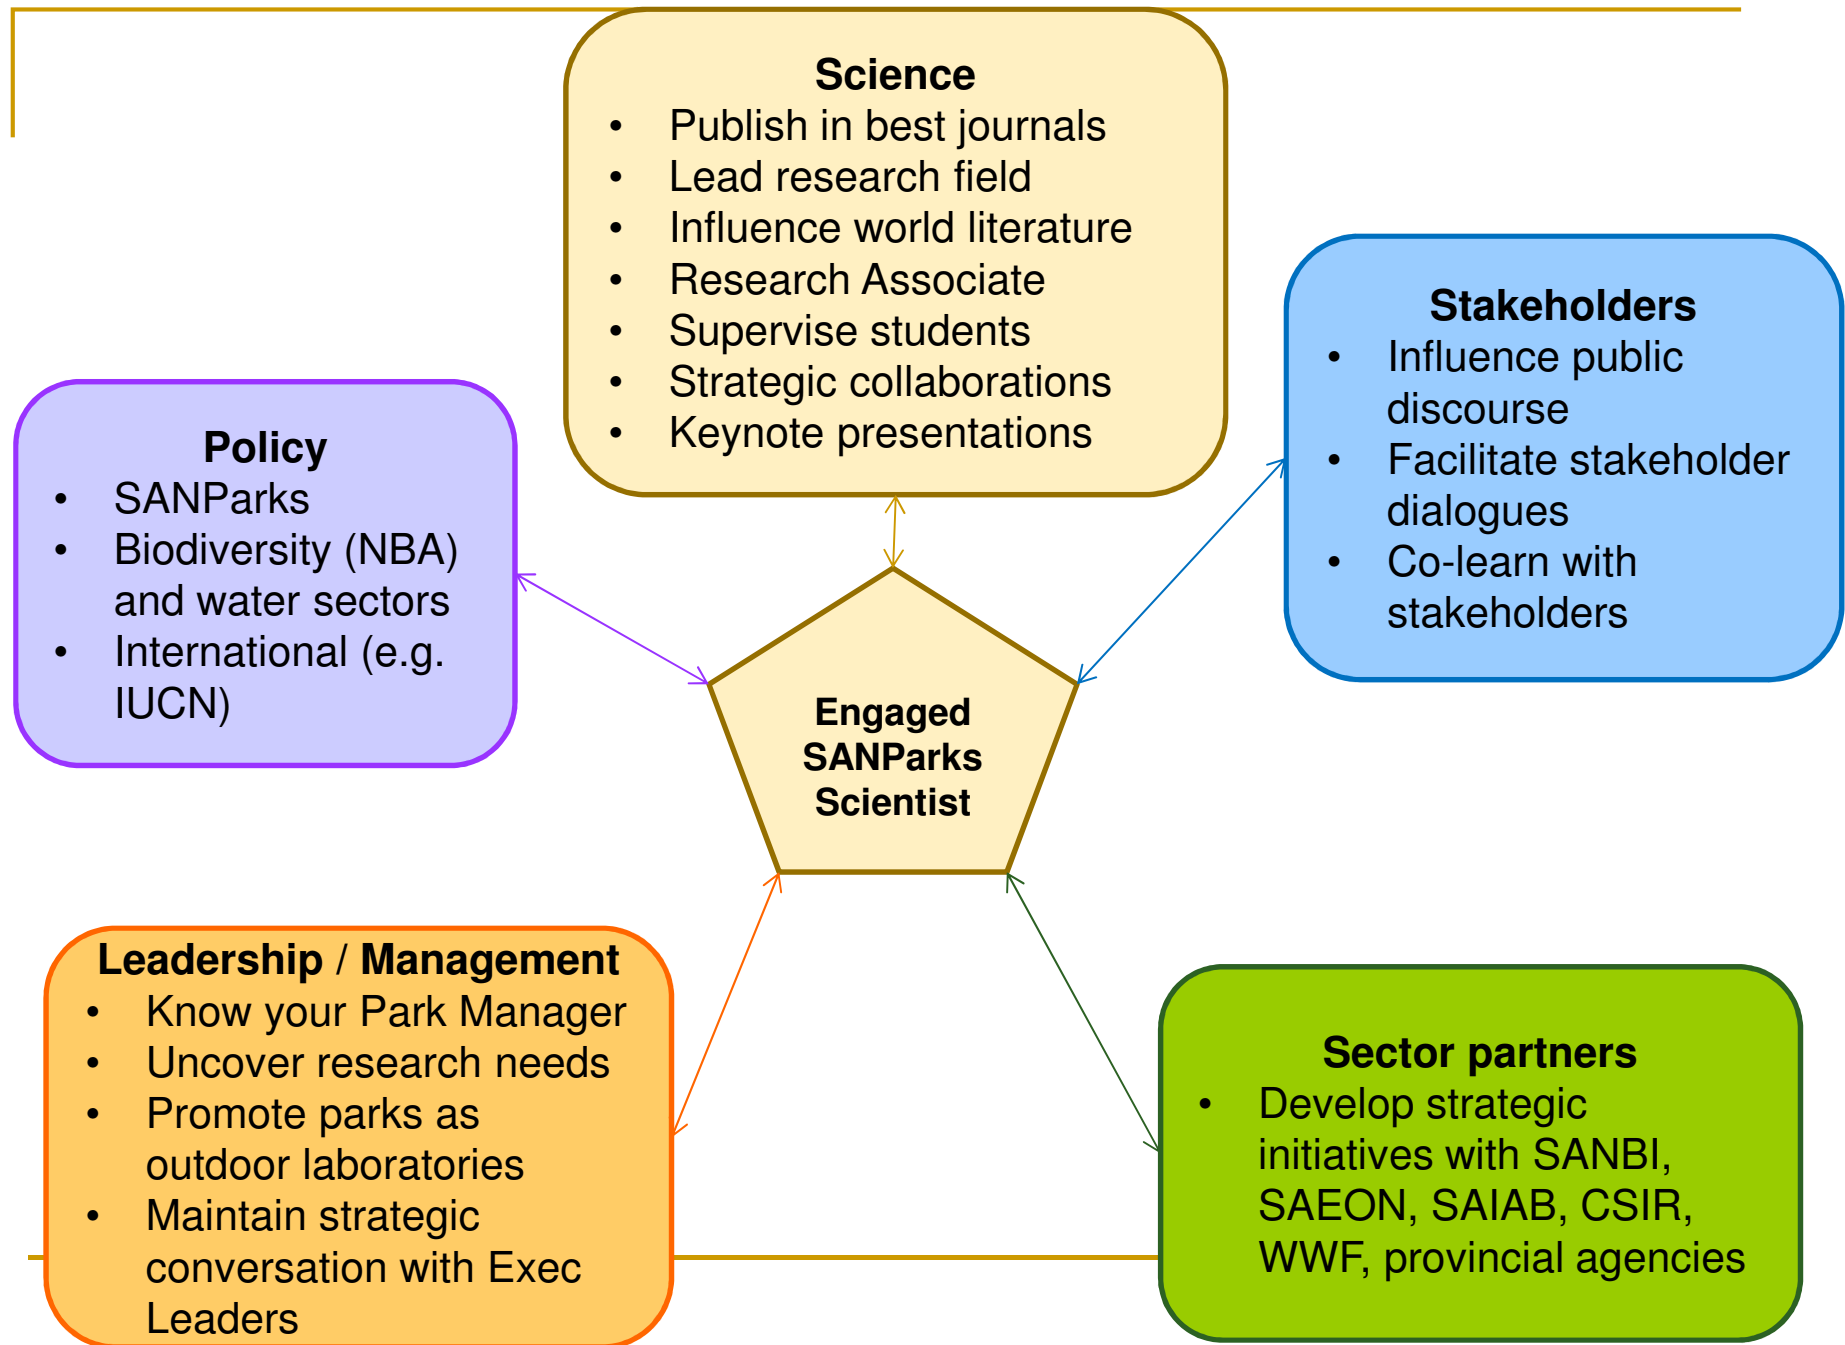 Science
• Publish in best journals
• Lead research field
• Influence world literature
• Research Associate
• Supervise students
• Strategic collaborations
• Keynote presentations
Stakeholders
• Influence public
discourse
• Facilitate stakeholder
dialogues
• Co-learn with
stakeholders
Policy
• SANParks
• Biodiversity (NBA)
and water sectors
• International (e.g.
IUCN)
Engaged
SANParks
Scientist
Leadership / Management
• Know your Park Manager
• Uncover research needs
• Promote parks as
outdoor laboratories
• Maintain strategic
conversation with Exec
Leaders
Sector partners
• Develop strategic
initiatives with SANBI,
SAEON, SAIAB, CSIR,
WWF, provincial agencies